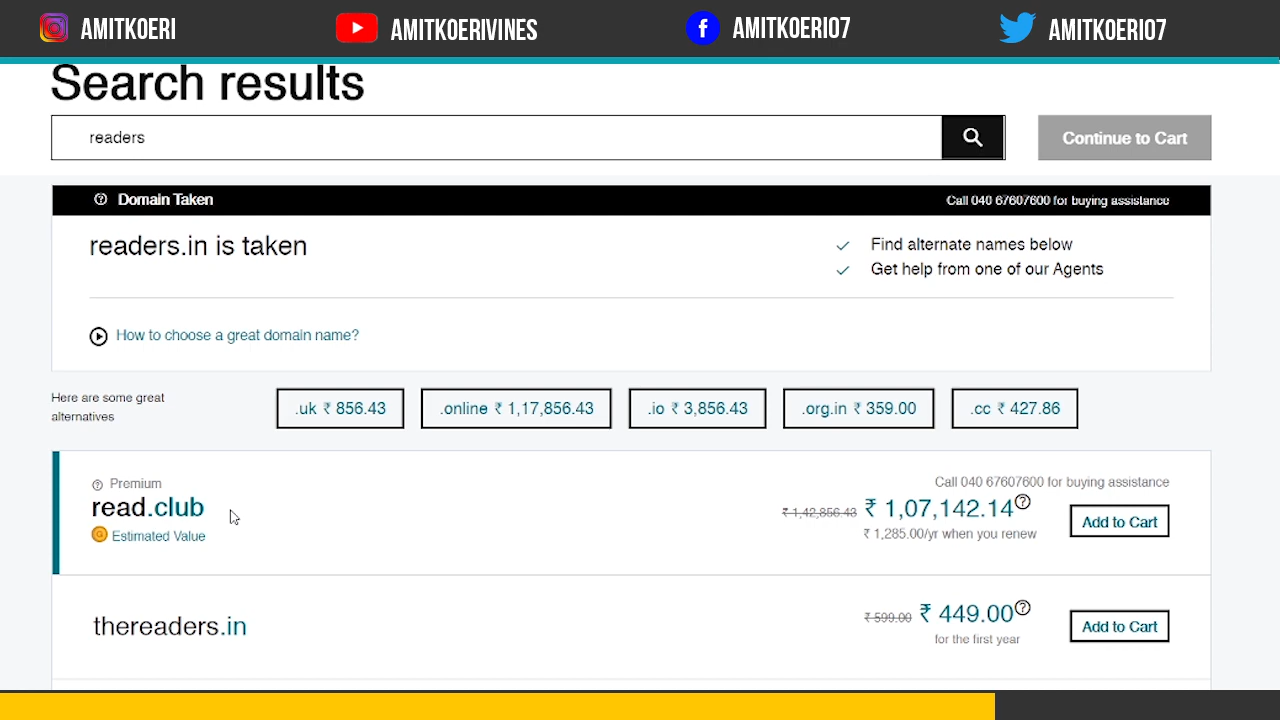 AMITKOERI
AMITKOERIVINES
AMITKOERI07
AMITKOERI07
Search results
readers
Continue to Cart
Domain Taken
Call 040 67607600 for buying assistance
readers.in is taken
Find alternate names below
Get help from one of our Agents
How to choose a great domain name?
Here are some great
alternatives
.uk ₹ 856.43
.online ₹ 1,17,856.43
.io ₹ 3,856.43
.org.in ₹ 359.00
.cc ₹ 427.86
Premium
Call 040 67607600 for buying assistance
read.club
₹ 1,42,856.43 ₹ 1,07,142.14
Add to Cart
Estimated Value
₹ 1,285.00/yr when you renew
thereaders.in
₹ 599.00 ₹ 449.00
Add to Cart
for the first year